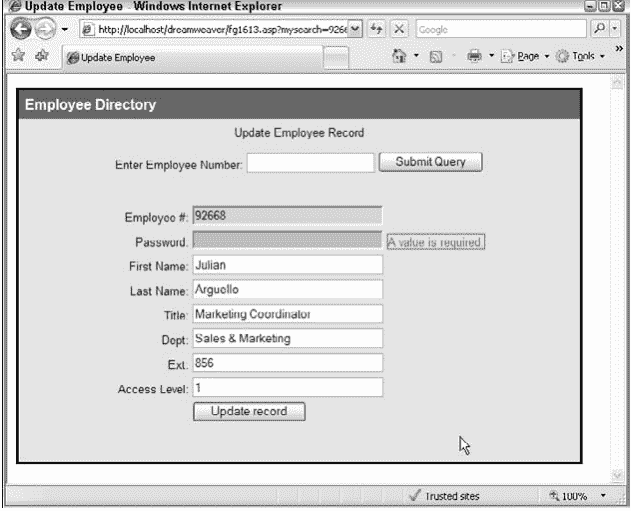 Update Employee - Windows Internet Explorer
http://localhost/dreamweaver/fg1613.asp?mysearch=926
Google
Update Employee
Page
Tools
Employee Directory
Update Employee Record
Enter Employee Number:
Submit Query
Employee #: 92668
Password: A value is required.
First Name: Julian
Last Name: Arguello
Title: Marketing Coordinator
Dept: Sales & Marketing
Ext: 856
Access Level: 1
Update record
Trusted sites
100%